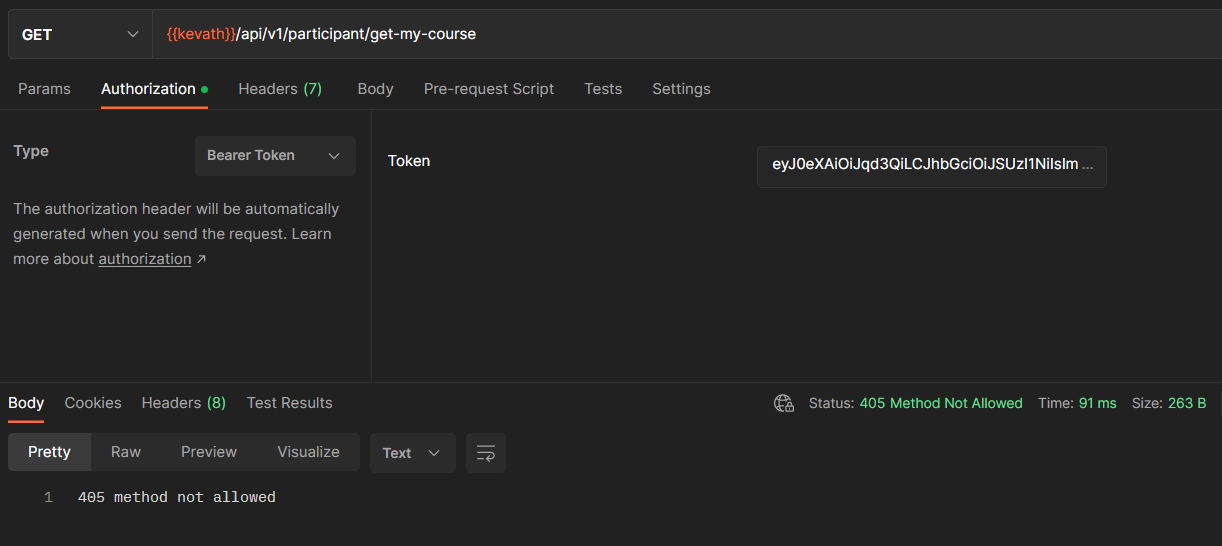 GET {{kevath}}/api/v1/participant/get-my-course
Params Authorization Headers (7) Body Pre-request Script Tests Settings
Type Bearer Token Token eyJ0eXAiOiJqd3QiLCJhbGciOiJSUzI1NiIsIm ...
The authorization header will be automatically
generated when you send the request. Learn
more about authorization ↗
Body Cookies Headers (8) Test Results Status: 405 Method Not Allowed Time: 91 ms Size: 263 B
Pretty Raw Preview Visualize Text
1 405 method not allowed